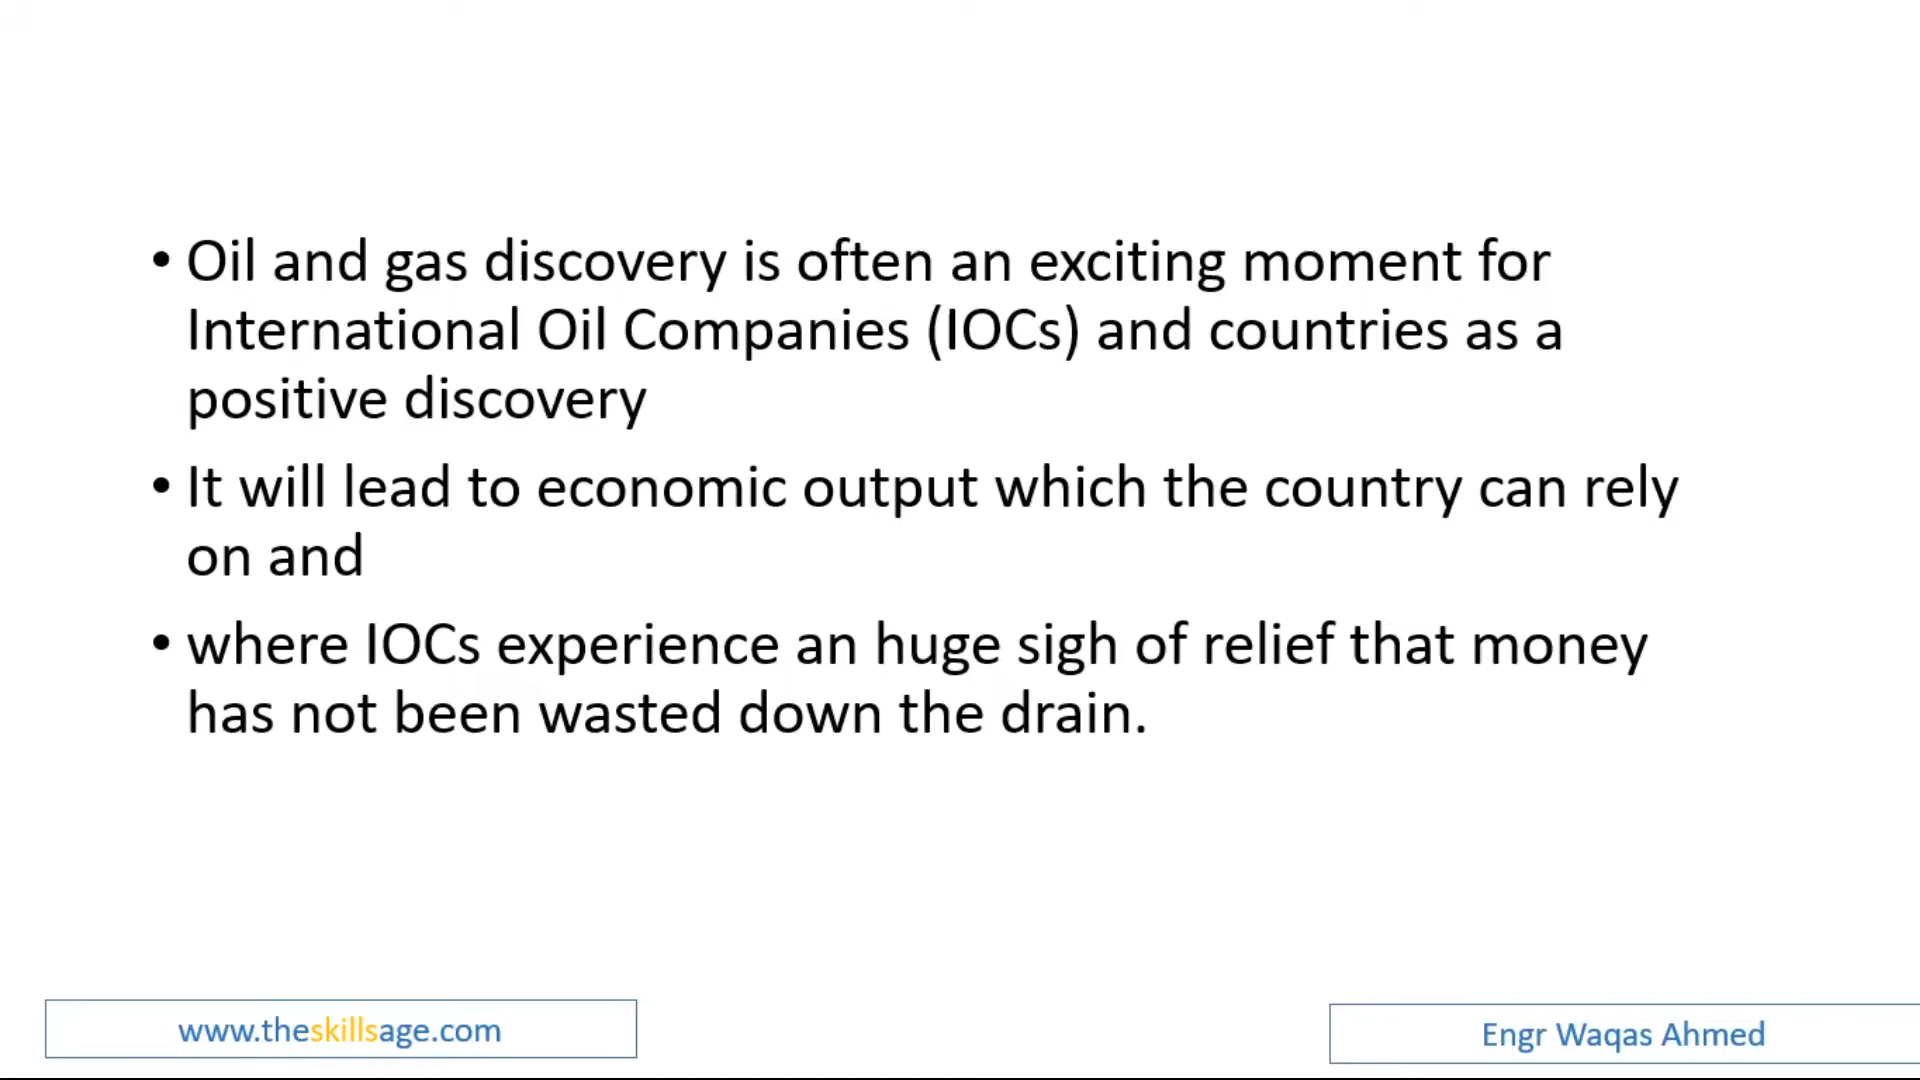 • Oil and gas discovery is often an exciting moment for
International Oil Companies (IOCs) and countries as a
positive discovery
• It will lead to economic output which the country can rely
on and
• where IOCs experience an huge sigh of relief that money
has not been wasted down the drain.
www.theskillsage.com
Engr Waqas Ahmed